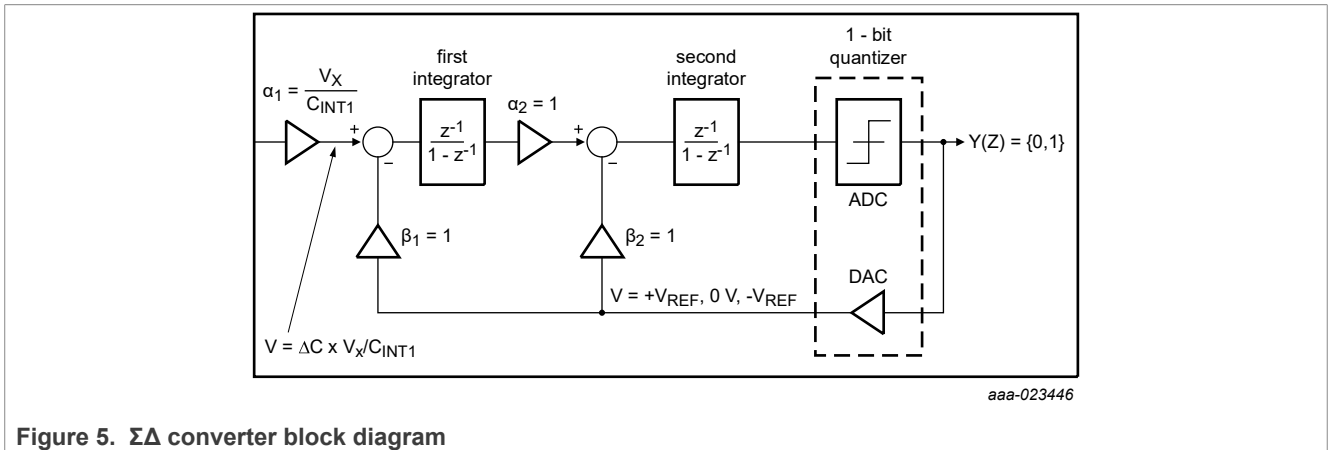 1 - bit
quantizer
first
integrator
second
integrator
α1 = VX
CINT1
α2 = 1
+
−
z-1
1 - z-1
+
−
z-1
1 - z-1
Y(Z) = {0,1}
ADC
β1 = 1
β2 = 1
DAC
V = +VREF, 0 V, -VREF
V = ΔC x Vx/CINT1
aaa-023446
Figure 5. ΣΔ converter block diagram